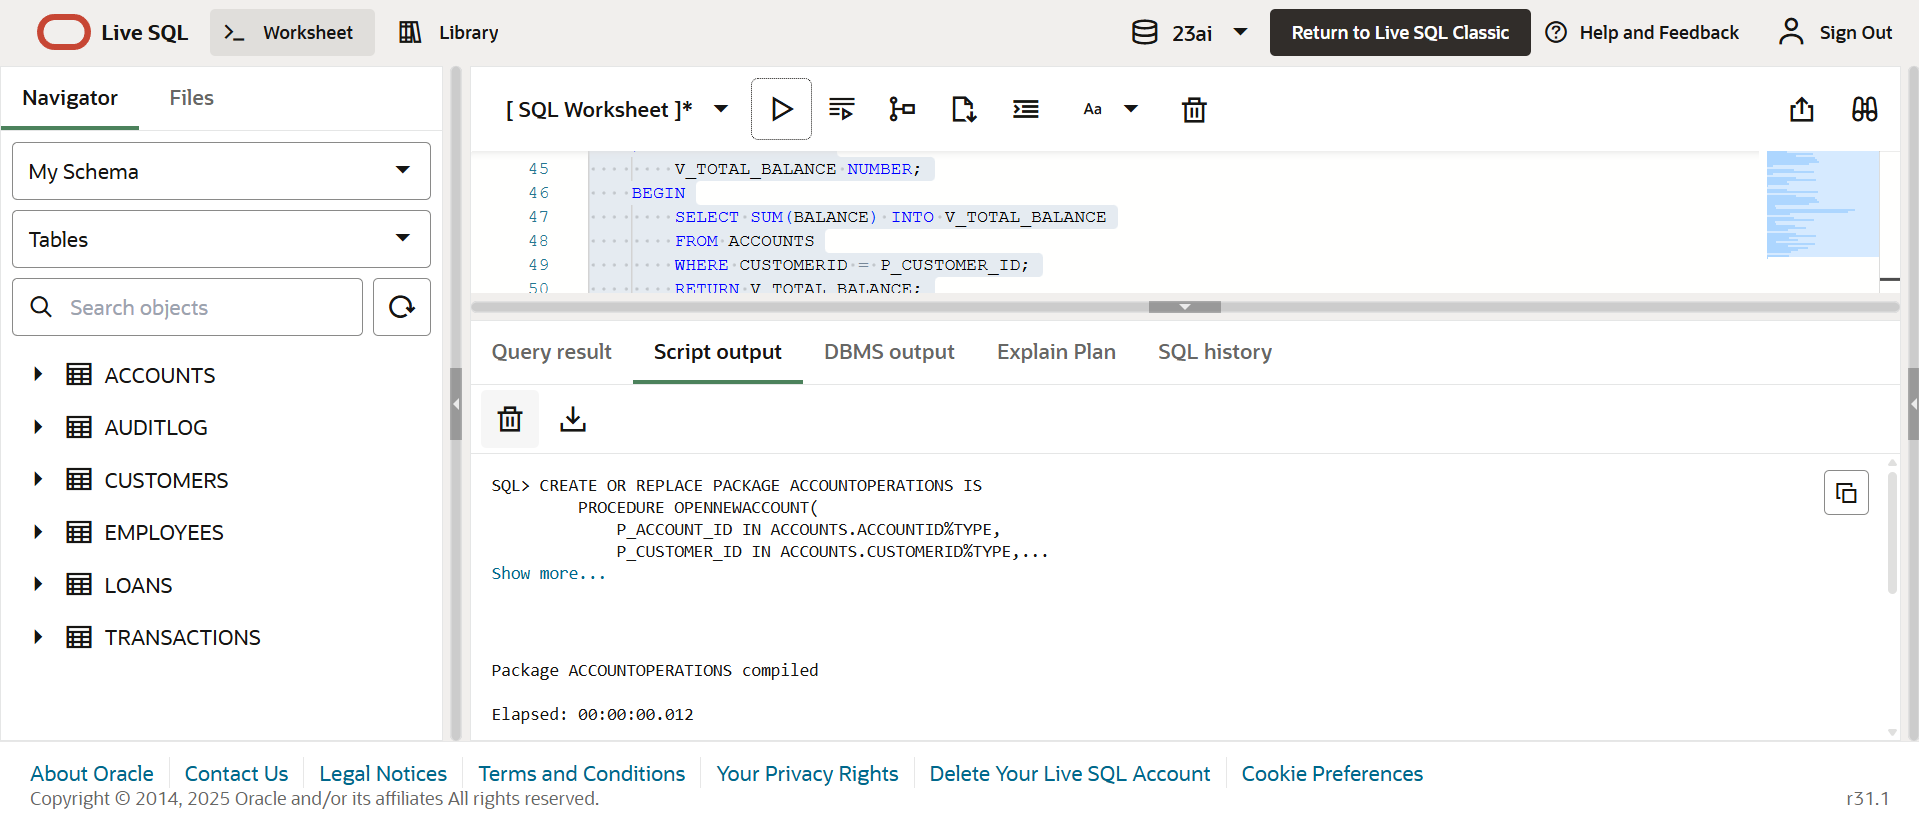 Live SQL
Worksheet
Library
23ai
Return to Live SQL Classic
Help and Feedback
Sign Out
Navigator
Files
My Schema
Tables
Search objects
ACCOUNTS
AUDITLOG
CUSTOMERS
EMPLOYEES
LOANS
TRANSACTIONS
[ SQL Worksheet ]*
Aa
45 V_TOTAL_BALANCE NUMBER;
46 BEGIN
47 SELECT SUM(BALANCE) INTO V_TOTAL_BALANCE
48 FROM ACCOUNTS
49 WHERE CUSTOMERID = P_CUSTOMER_ID;
50 RETURN V_TOTAL_BALANCE;
Query result
Script output
DBMS output
Explain Plan
SQL history
SQL> CREATE OR REPLACE PACKAGE ACCOUNTOPERATIONS IS
PROCEDURE OPENNEWACCOUNT(
P_ACCOUNT_ID IN ACCOUNTS.ACCOUNTID%TYPE,
P_CUSTOMER_ID IN ACCOUNTS.CUSTOMERID%TYPE,...
Show more...
Package ACCOUNTOPERATIONS compiled
Elapsed: 00:00:00.012
About Oracle
Contact Us
Legal Notices
Terms and Conditions
Your Privacy Rights
Delete Your Live SQL Account
Cookie Preferences
Copyright © 2014, 2025 Oracle and/or its affiliates All rights reserved.
r31.1